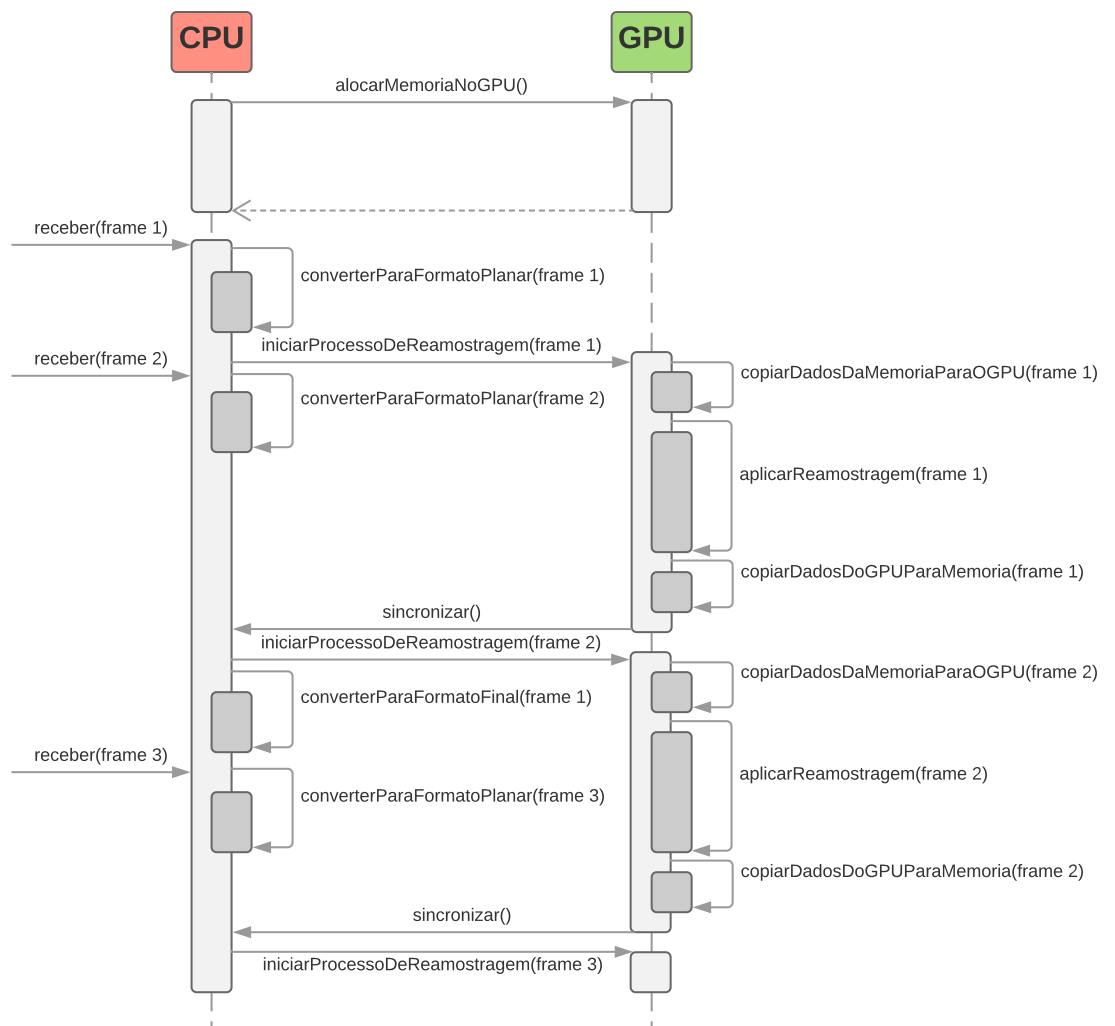 CPU
GPU
alocarMemoriaNoGPU()
receber(frame 1)
converterParaFormatoPlanar(frame 1)
iniciarProcessoDeReamostragem(frame 1)
receber(frame 2)
copiarDadosDaMemoriaParaOGPU(frame 1)
converterParaFormatoPlanar(frame 2)
aplicarReamostragem(frame 1)
copiarDadosDoGPUParaMemoria(frame 1)
sincronizar()
iniciarProcessoDeReamostragem(frame 2)
copiarDadosDaMemoriaParaOGPU(frame 2)
converterParaFormatoFinal(frame 1)
receber(frame 3)
aplicarReamostragem(frame 2)
converterParaFormatoPlanar(frame 3)
copiarDadosDoGPUParaMemoria(frame 2)
sincronizar()
iniciarProcessoDeReamostragem(frame 3)